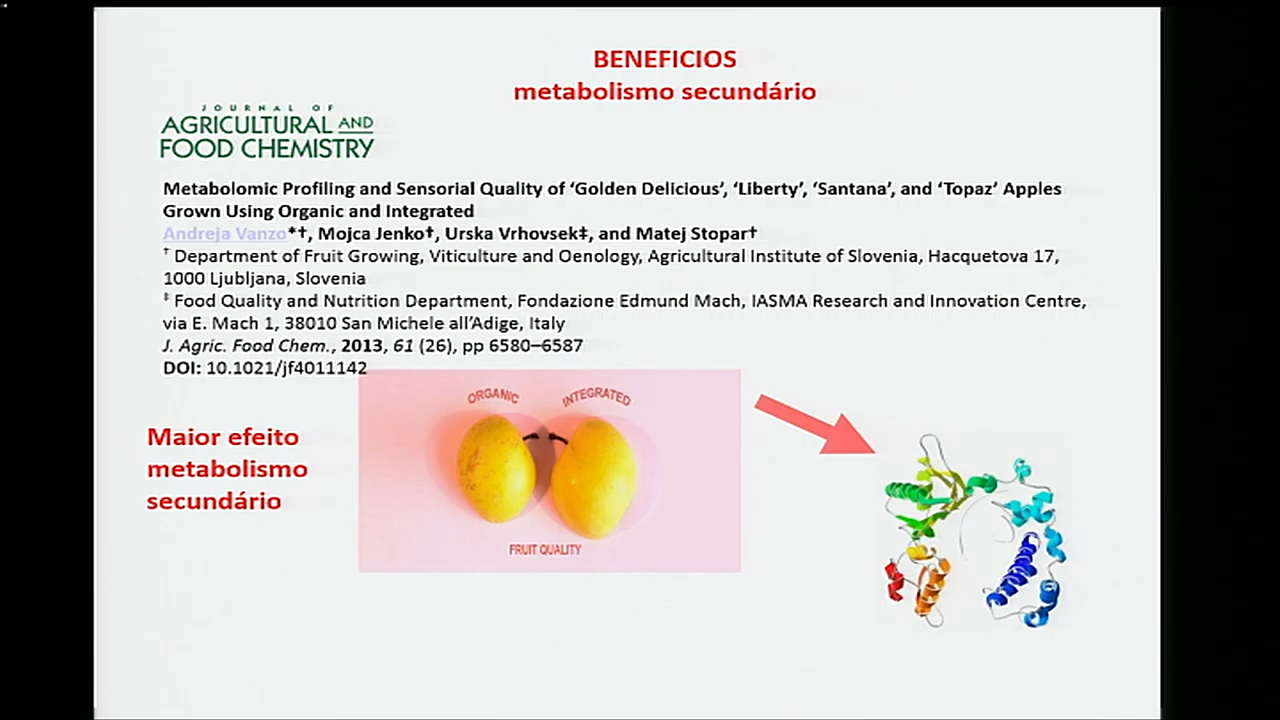 BENEFICIOS
metabolismo secundário
JOURNAL OF
AGRICULTURAL AND
FOOD CHEMISTRY
Metabolomic Profiling and Sensorial Quality of ‘Golden Delicious’, ‘Liberty’, ‘Santana’, and ‘Topaz’ Apples
Grown Using Organic and Integrated
Andreja Vanzo*†, Mojca Jenko†, Urska Vrhovsek‡, and Matej Stopar†
† Department of Fruit Growing, Viticulture and Oenology, Agricultural Institute of Slovenia, Hacquetova 17,
1000 Ljubljana, Slovenia
‡ Food Quality and Nutrition Department, Fondazione Edmund Mach, IASMA Research and Innovation Centre,
via E. Mach 1, 38010 San Michele all’Adige, Italy
J. Agric. Food Chem., 2013, 61 (26), pp 6580–6587
DOI: 10.1021/jf4011142
ORGANIC INTEGRATED
Maior efeito
metabolismo
secundário
FRUIT QUALITY